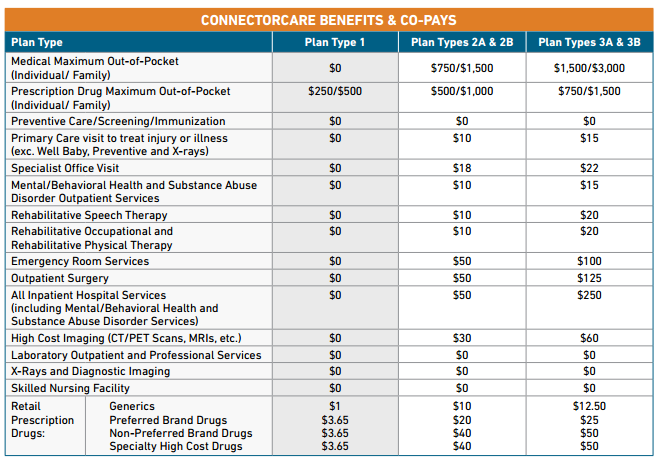 CONNECTORCARE BENEFITS & CO-PAYS
Plan Type Plan Type 1 Plan Types 2A & 2B Plan Types 3A & 3B
Medical Maximum Out-of-Pocket
(Individual/ Family) $0 $750/$1,500 $1,500/$3,000
Prescription Drug Maximum Out-of-Pocket $250/$500 $500/$1,000 $750/$1,500
(Individual/ Family)
Preventive Care/Screening/Immunization $0 $0 $0
Primary Care visit to treat injury or illness $0 $10 $15
(exc. Well Baby, Preventive and X-rays)
Specialist Office Visit $0 $18 $22
Mental/Behavioral Health and Substance Abuse $0 $10 $15
Disorder Outpatient Services
Rehabilitative Speech Therapy $0 $10 $20
Rehabilitative Occupational and $0 $10 $20
Rehabilitative Physical Therapy
Emergency Room Services $0 $50 $100
Outpatient Surgery $0 $50 $125
All Inpatient Hospital Services $0 $50 $250
(including Mental/Behavioral Health and
Substance Abuse Disorder Services)
High Cost Imaging (CT/PET Scans, MRIs, etc.) $0 $30 $60
Laboratory Outpatient and Professional Services $0 $0 $0
X-Rays and Diagnostic Imaging $0 $0 $0
Skilled Nursing Facility $0 $0 $0
Retail Generics $1 $10 $12.50
Prescription Preferred Brand Drugs $3.65 $20 $25
Drugs: Non-Preferred Brand Drugs $3.65 $40 $50
Specialty High Cost Drugs $3.65 $40 $50